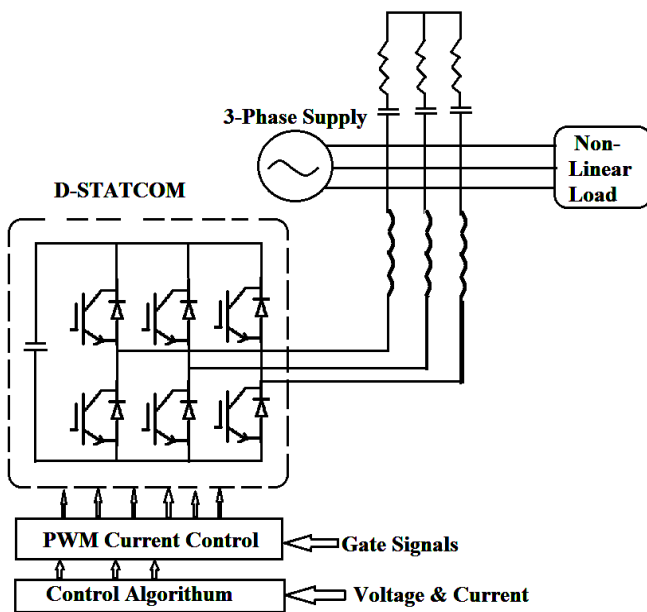 3-Phase Supply
Non-
Linear
Load
D-STATCOM
PWM Current Control
Gate Signals
Control Algorithum
Voltage & Current